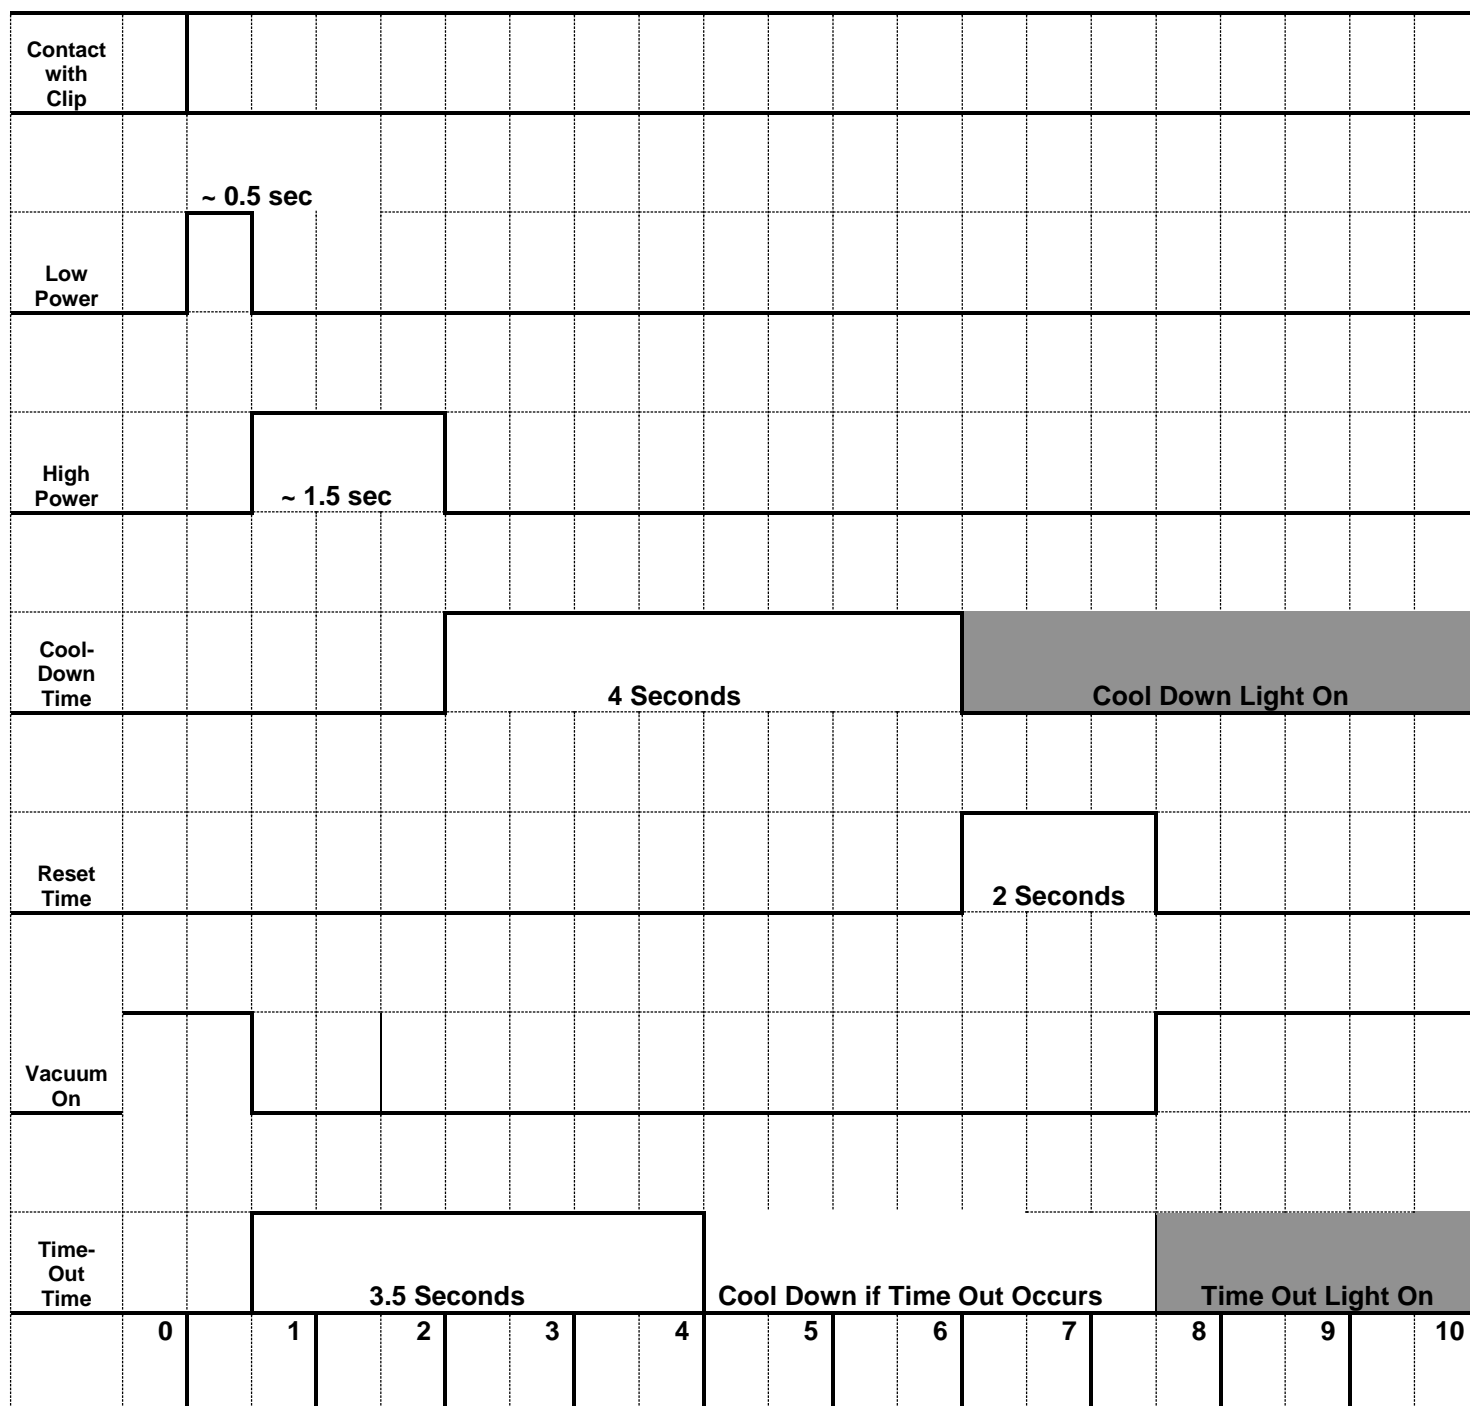 Contact
with
Clip
~ 0.5 sec
Low
Power
High
Power
~ 1.5 sec
Cool-
Down
Time
4 Seconds
Cool Down Light On
Reset
Time
2 Seconds
Vacuum
On
Time-
Out
Time
3.5 Seconds
Cool Down if Time Out Occurs
Time Out Light On
0 1 2 3 4 5 6 7 8 9 10